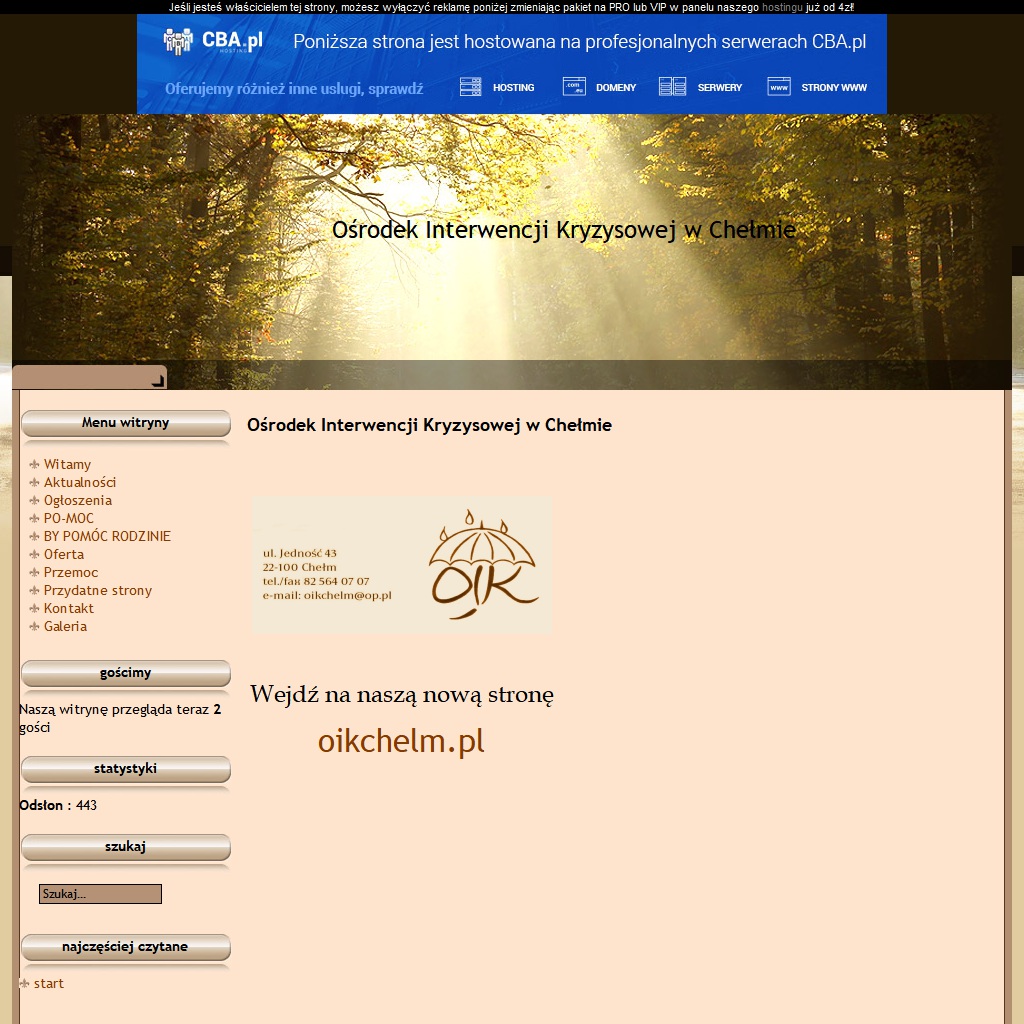 Jeśli jesteś właścicielem tej strony, możesz wyłączyć reklamę poniżej zmieniając pakiet na PRO lub VIP w panelu naszego hostingu już od 4zł!
CBA.pl
HOSTING
Poniższa strona jest hostowana na profesjonalnych serwerach CBA.pl
Oferujemy różnież inne uslugi, sprawdź
HOSTING
.com
.eu
DOMENY
SERWERY
www
STRONY WWW
Ośrodek Interwencji Kryzysowej w Chełmie
Menu witryny
Witamy
Aktualności
Ogłoszenia
PO-MOC
BY POMÓC RODZINIE
Oferta
Przemoc
Przydatne strony
Kontakt
Galeria
gościmy
Naszą witrynę przegląda teraz 2
gości
statystyki
Odsłon : 443
szukaj
Szukaj...
najczęściej czytane
start
Ośrodek Interwencji Kryzysowej w Chełmie
ul. Jedność 43
22-100 Chełm
tel./fax 82 564 07 07
e-mail: oikchelm@op.pl
OIK
Wejdź na naszą nową stronę
oikchelm.pl